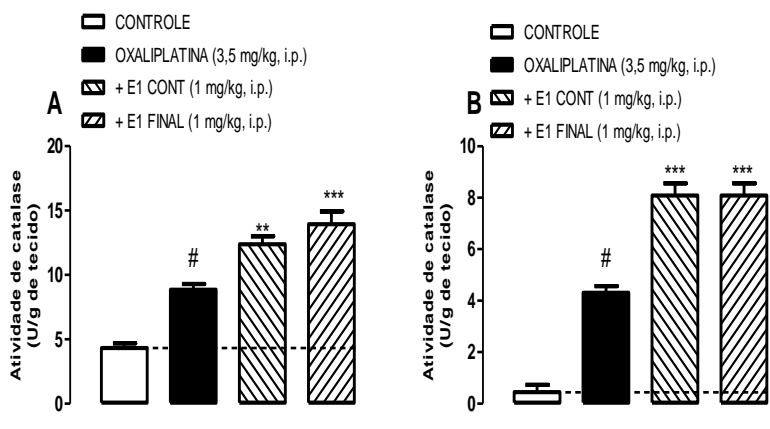 CONTROLE
OXALIPLATINA (3,5 mg/kg, i.p.)
+ E1 CONT (1 mg/kg, i.p.)
+ E1 FINAL (1 mg/kg, i.p.)
A
Atividade de catalase
(U/g de tecido)
20
15
10
5
0
#
**
***
CONTROLE
OXALIPLATINA (3,5 mg/kg, i.p.)
+ E1 CONT (1 mg/kg, i.p.)
+ E1 FINAL (1 mg/kg, i.p.)
B
Atividade de catalase
(U/g de tecido)
10
8
6
4
2
0
#
***
***